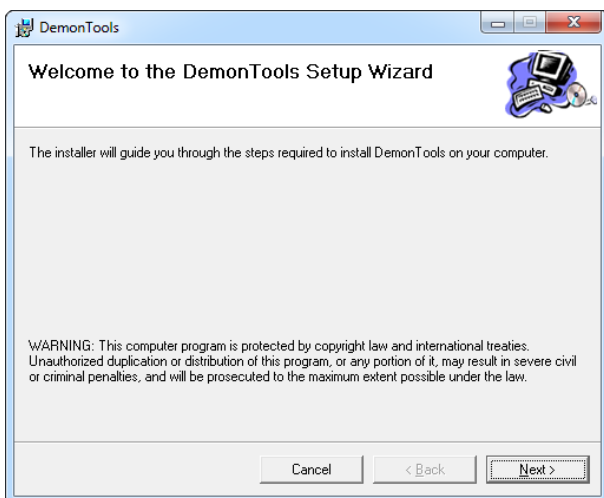 DemonTools
Welcome to the DemonTools Setup Wizard
The installer will guide you through the steps required to install DemonTools on your computer.
WARNING: This computer program is protected by copyright law and international treaties.
Unauthorized duplication or distribution of this program, or any portion of it, may result in severe civil
or criminal penalties, and will be prosecuted to the maximum extent possible under the law.
Cancel
< Back
Next >